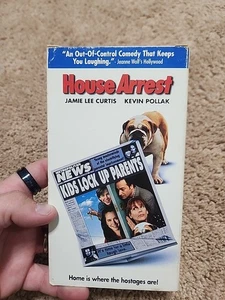 "An Out-Of-Control Comedy That Keeps
You Laughing." Jeanne Wolf's Hollywood
House Arrest
JAMIE LEE CURTIS KEVIN POLLAK
NEWS
KIDS LOCK UP PARENTS
Home is where the hostages are!